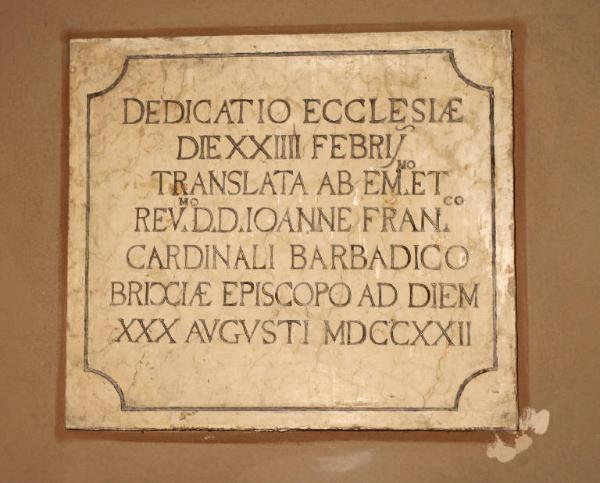 DEDICATIO ECCLESIÆ
DIE XXIIII FEBRIJ
TRANSLATA AB EM.MO ET
REV.MO D.D. IOANNE FRAN.CO
CARDINALI BARBADICO
BRIXIÆ EPISCOPO AD DIEM
XXX AVGVSTI MDCCXXII